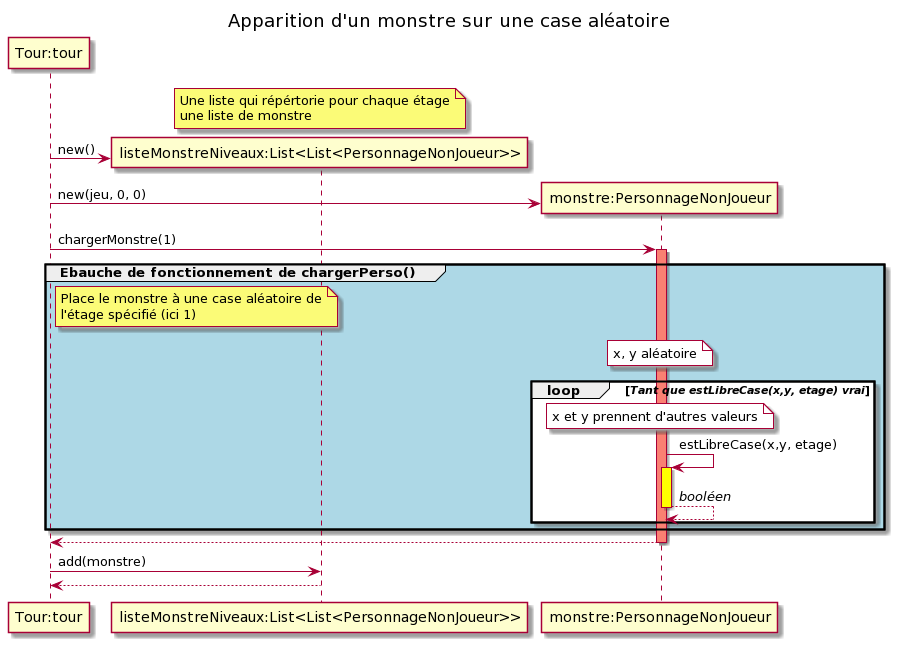 Apparition d'un monstre sur une case aléatoire
Tour:tour
Une liste qui répértorie pour chaque étage
une liste de monstre
new()
listeMonstreNiveaux:List<List<PersonnageNonJoueur>>
new(jeu, 0, 0)
monstre:PersonnageNonJoueur
chargerMonstre(1)
Ebauche de fonctionnement de chargerPerso()
Place le monstre à une case aléatoire de
l'étage spécifié (ici 1)
x, y aléatoire
loop [Tant que estLibreCase(x,y, etage) vrai]
x et y prennent d'autres valeurs
estLibreCase(x,y, etage)
booléen
add(monstre)
Tour:tour listeMonstreNiveaux:List<List<PersonnageNonJoueur>> monstre:PersonnageNonJoueur